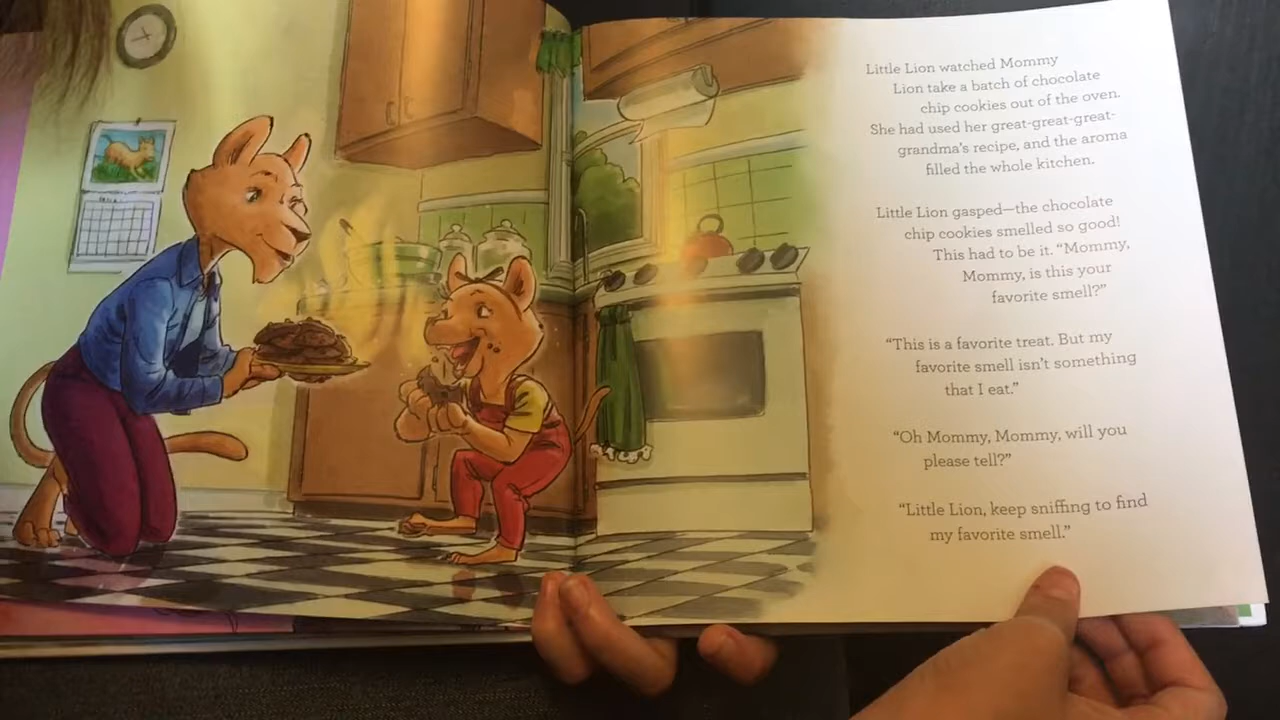 Little Lion watched Mommy
Lion take a batch of chocolate
chip cookies out of the oven.
She had used her great-great-great-
grandma's recipe, and the aroma
filled the whole kitchen.
Little Lion gasped—the chocolate
chip cookies smelled so good!
This had to be it. “Mommy,
Mommy, is this your
favorite smell?”
“This is a favorite treat. But my
favorite smell isn't something
that I eat.”
“Oh Mommy, Mommy, will you
please tell?”
“Little Lion, keep sniffing to find
my favorite smell.”